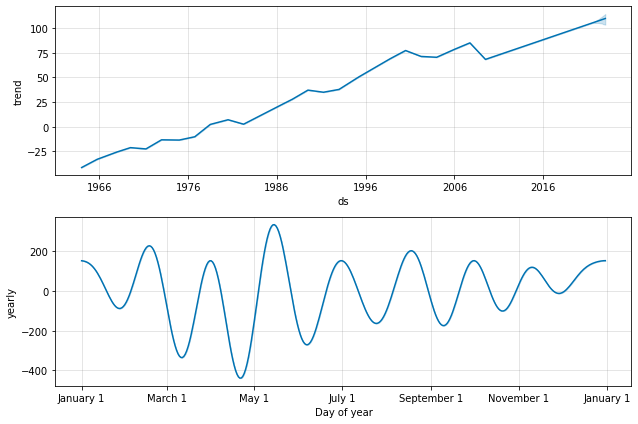 100
75
50
25
0
−25
trend
1966
1976
1986
1996
2006
2016
ds
200
0
−200
−400
yearly
January 1
March 1
May 1
July 1
September 1
November 1
January 1
Day of year